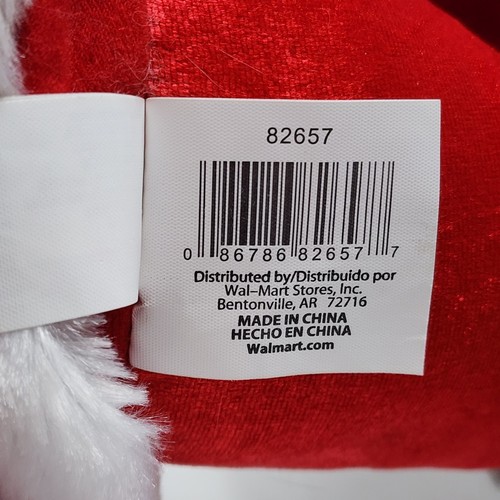 82657
0 86786 82657 7
Distributed by/Distribuido por
Wal-Mart Stores, Inc.
Bentonville, AR 72716
MADE IN CHINA
HECHO EN CHINA
Walmart.com